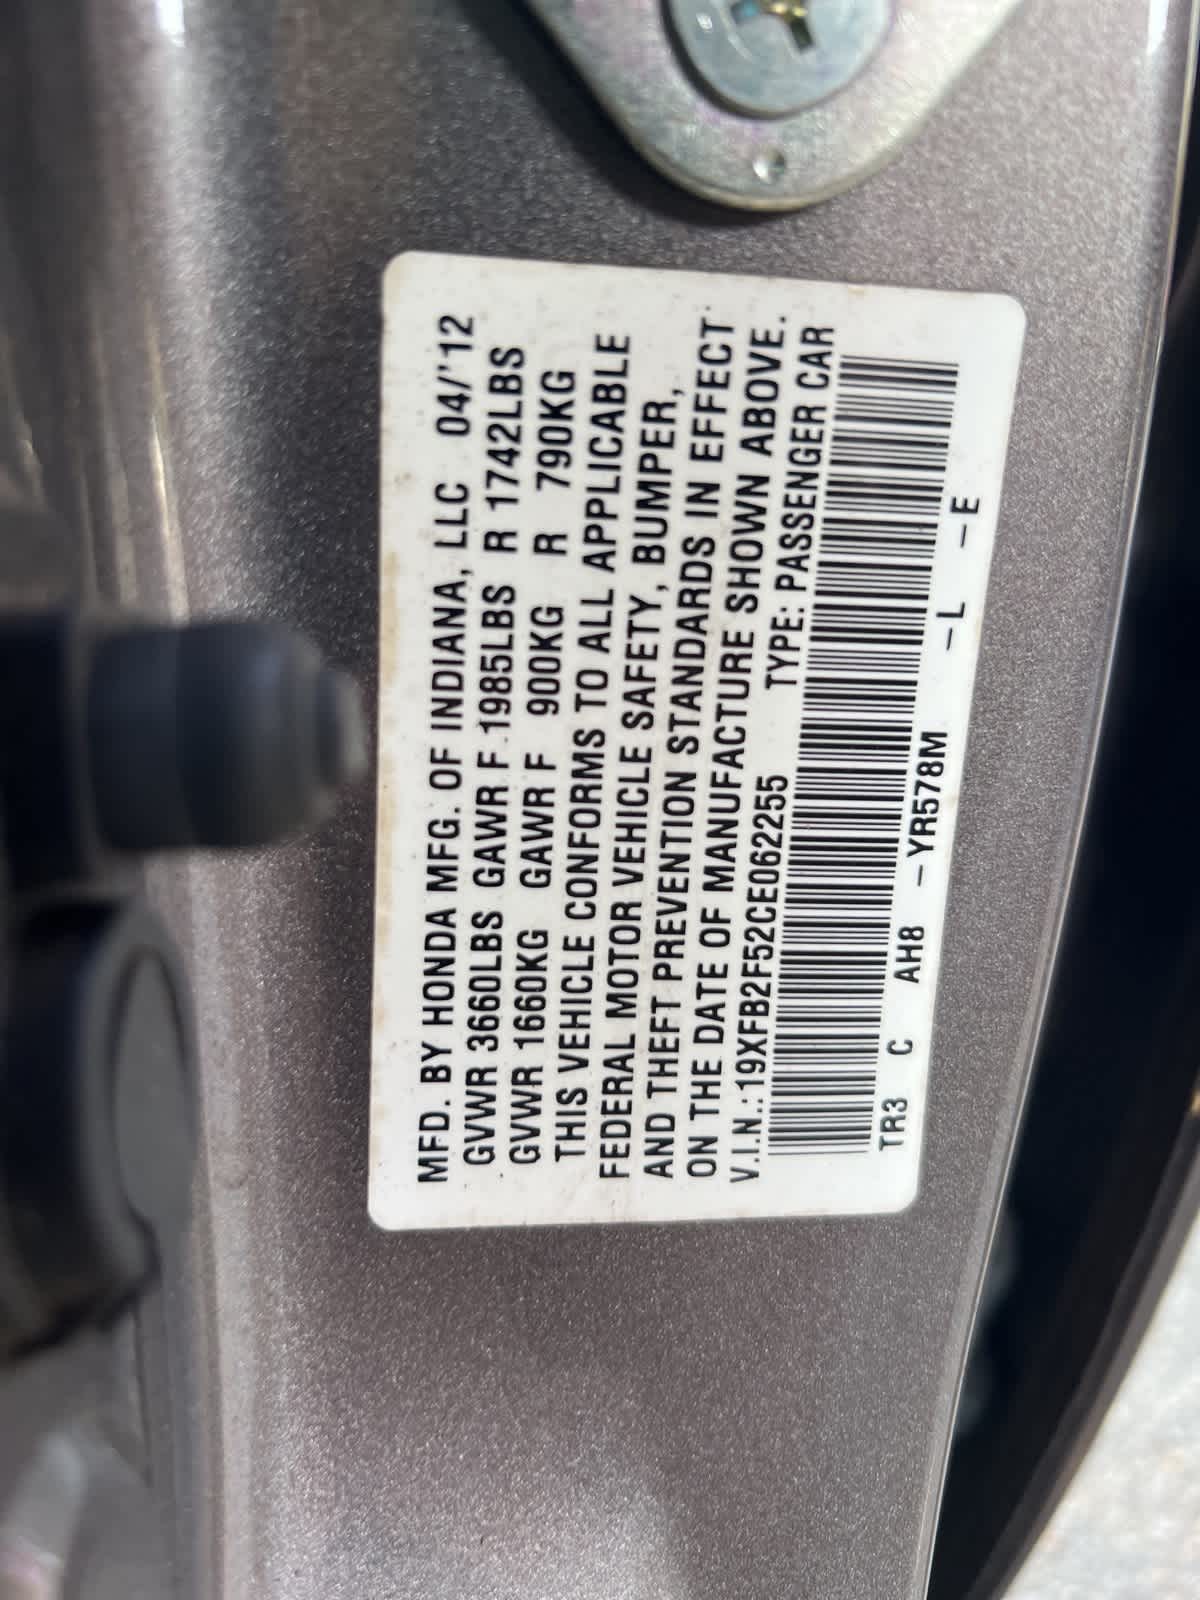 MFD. BY HONDA MFG. OF INDIANA, LLC 04/'12
GVWR 3660LBS GAWR F 1985LBS R 1742LBS
GVWR 1660KG GAWR F 900KG R 790KG
THIS VEHICLE CONFORMS TO ALL APPLICABLE
FEDERAL MOTOR VEHICLE SAFETY, BUMPER,
AND THEFT PREVENTION STANDARDS IN EFFECT
ON THE DATE OF MANUFACTURE SHOWN ABOVE.
V.I.N.:19XFB2F52CE062255 TYPE: PASSENGER CAR
TR3 C AH8 -YR578M -L -E